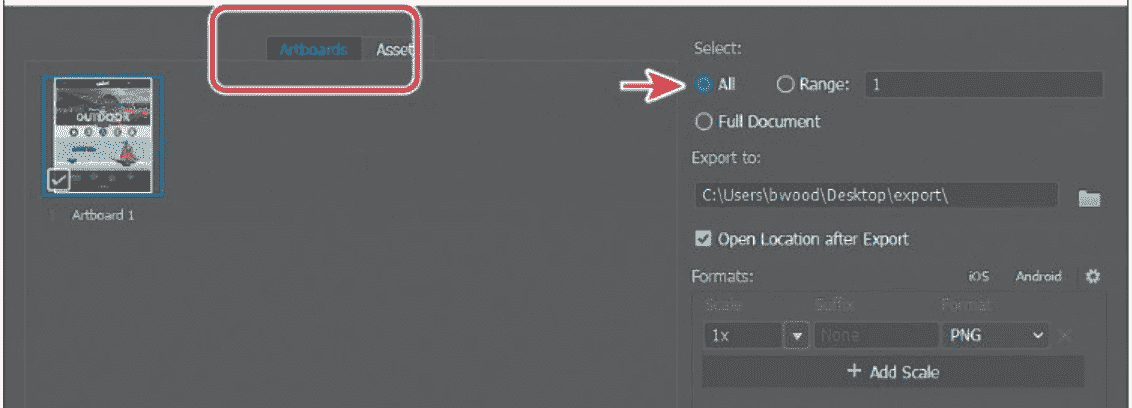 Artboards Asset
Select:
All Range: 1
Full Document
OUTDOOR
Artboard 1
Export to:
C:\Users\bwood\Desktop\export\
Open Location after Export
Formats: iOS Android
Scale Suffix Format
1x None PNG
+ Add Scale